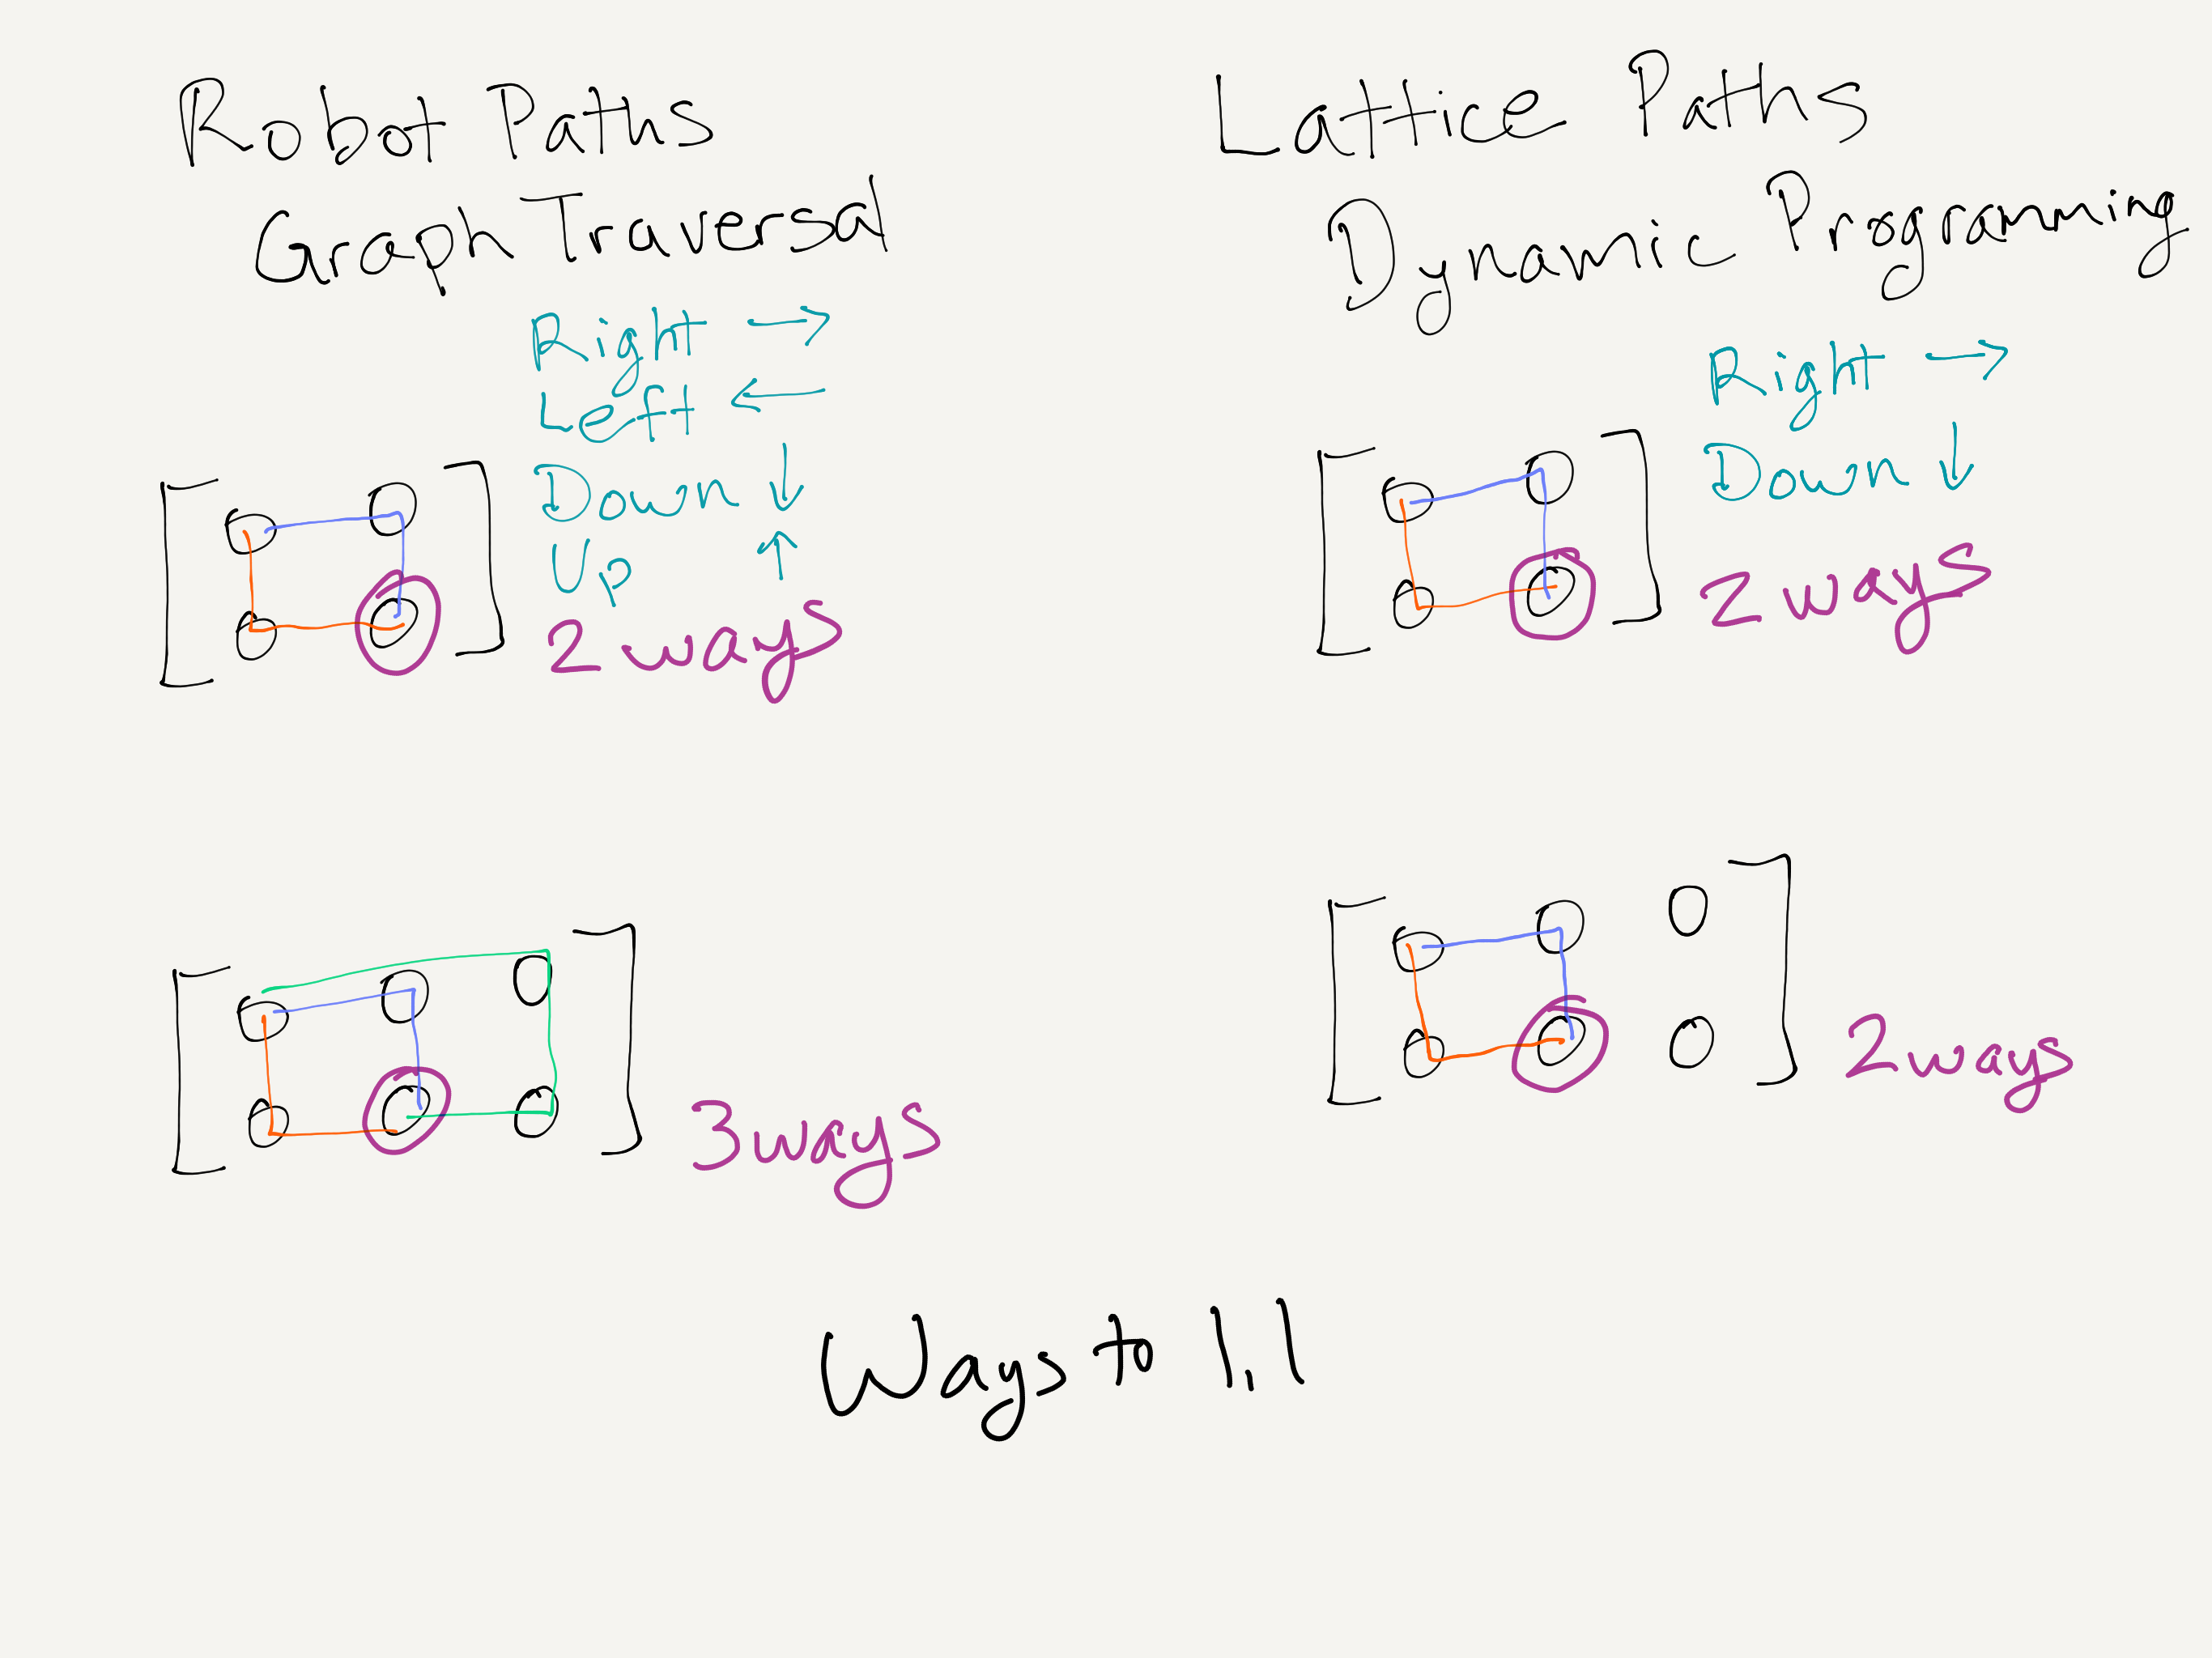 Robot Paths
Graph Traversal
Right →
Left ←
Down ↓
Up ↑
2 ways
3 ways
Lattice Paths
Dynamic Programming
Right →
Down ↓
2 ways
2 ways
Ways to 1,1